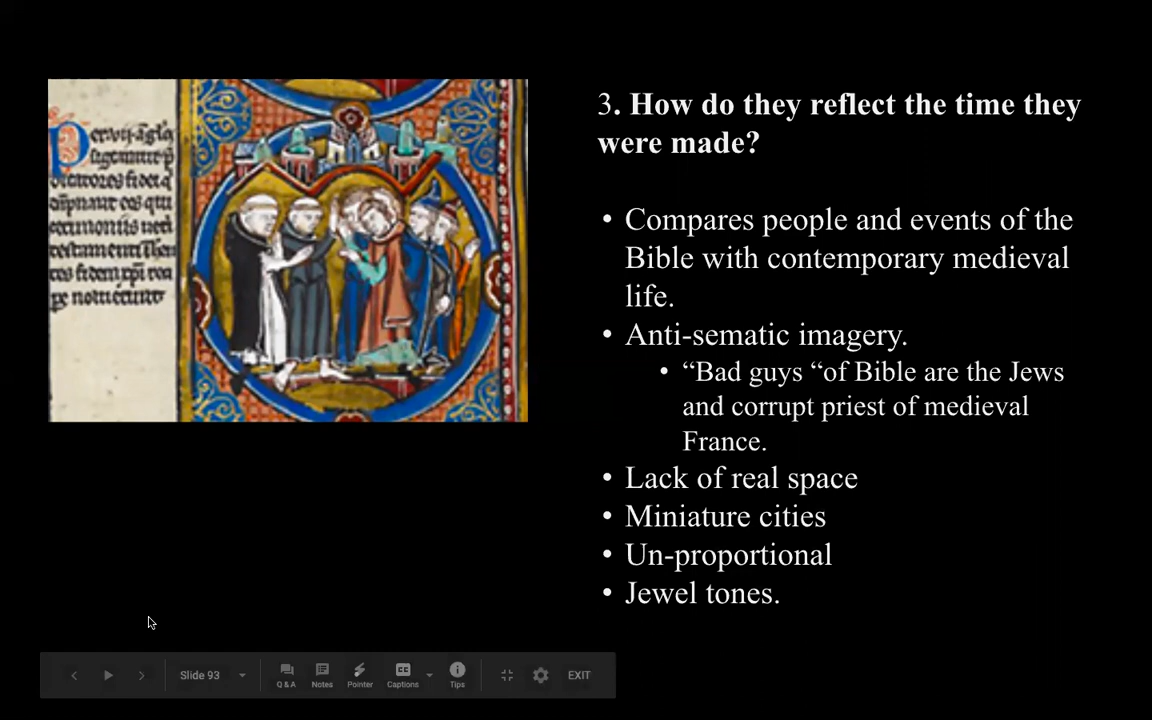 3. How do they reflect the time they
were made?
• Compares people and events of the
Bible with contemporary medieval
life.
• Anti-sematic imagery.
• “Bad guys “of Bible are the Jews
and corrupt priest of medieval
France.
• Lack of real space
• Miniature cities
• Un-proportional
• Jewel tones.
Slide 93
Q & A
Notes
Pointer
CC
Captions
Tips
EXIT